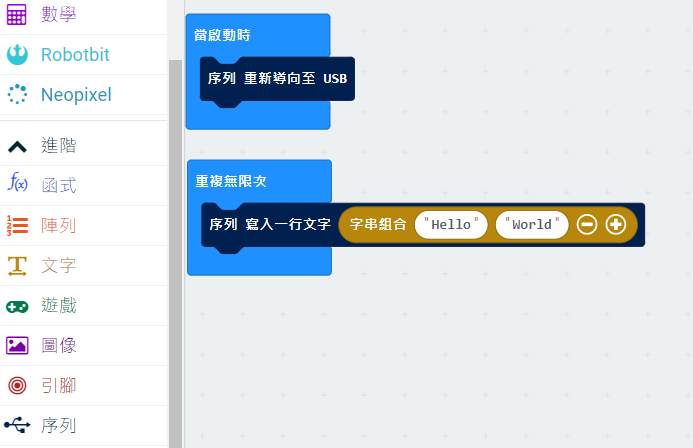 數學
Robotbit
Neopixel
進階
函式
陣列
文字
遊戲
圖像
引腳
序列
當啟動時
序列 重新導向至 USB
重複無限次
序列 寫入一行文字 字串組合 "Hello" "World"